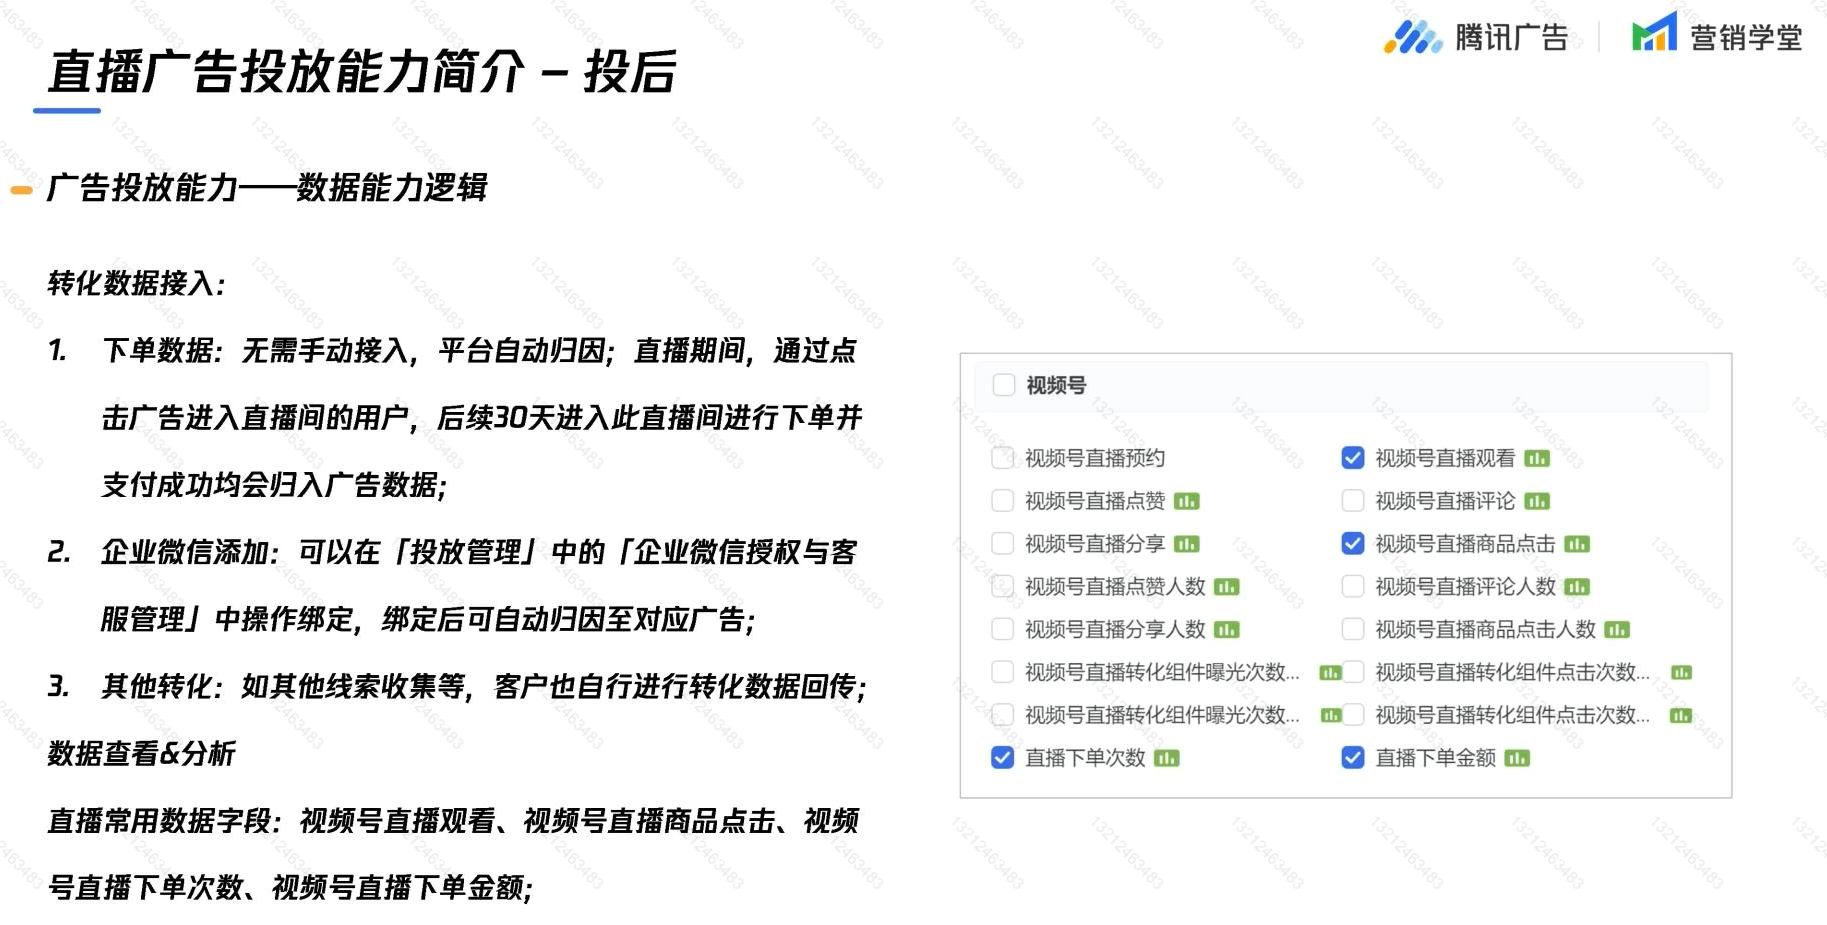 直播广告投放能力简介 – 投后
腾讯广告
营销学堂
广告投放能力——数据能力逻辑
转化数据接入：
1. 下单数据：无需手动接入，平台自动归因；直播期间，通过点
击广告进入直播间的用户，后续30天进入此直播间进行下单并
支付成功均会归入广告数据；
2. 企业微信添加：可以在「投放管理」中的「企业微信授权与客
服管理」中操作绑定，绑定后可自动归因至对应广告；
3. 其他转化：如其他线索收集等，客户也自行进行转化数据回传；
数据查看&分析
直播常用数据字段：视频号直播观看、视频号直播商品点击、视频
号直播下单次数、视频号直播下单金额；
视频号
视频号直播预约
视频号直播观看
视频号直播点赞
视频号直播评论
视频号直播分享
视频号直播商品点击
视频号直播点赞人数
视频号直播评论人数
视频号直播分享人数
视频号直播商品点击人数
视频号直播转化组件曝光次数...
视频号直播转化组件点击次数...
视频号直播转化组件曝光次数...
视频号直播转化组件点击次数...
直播下单次数
直播下单金额
13212463483